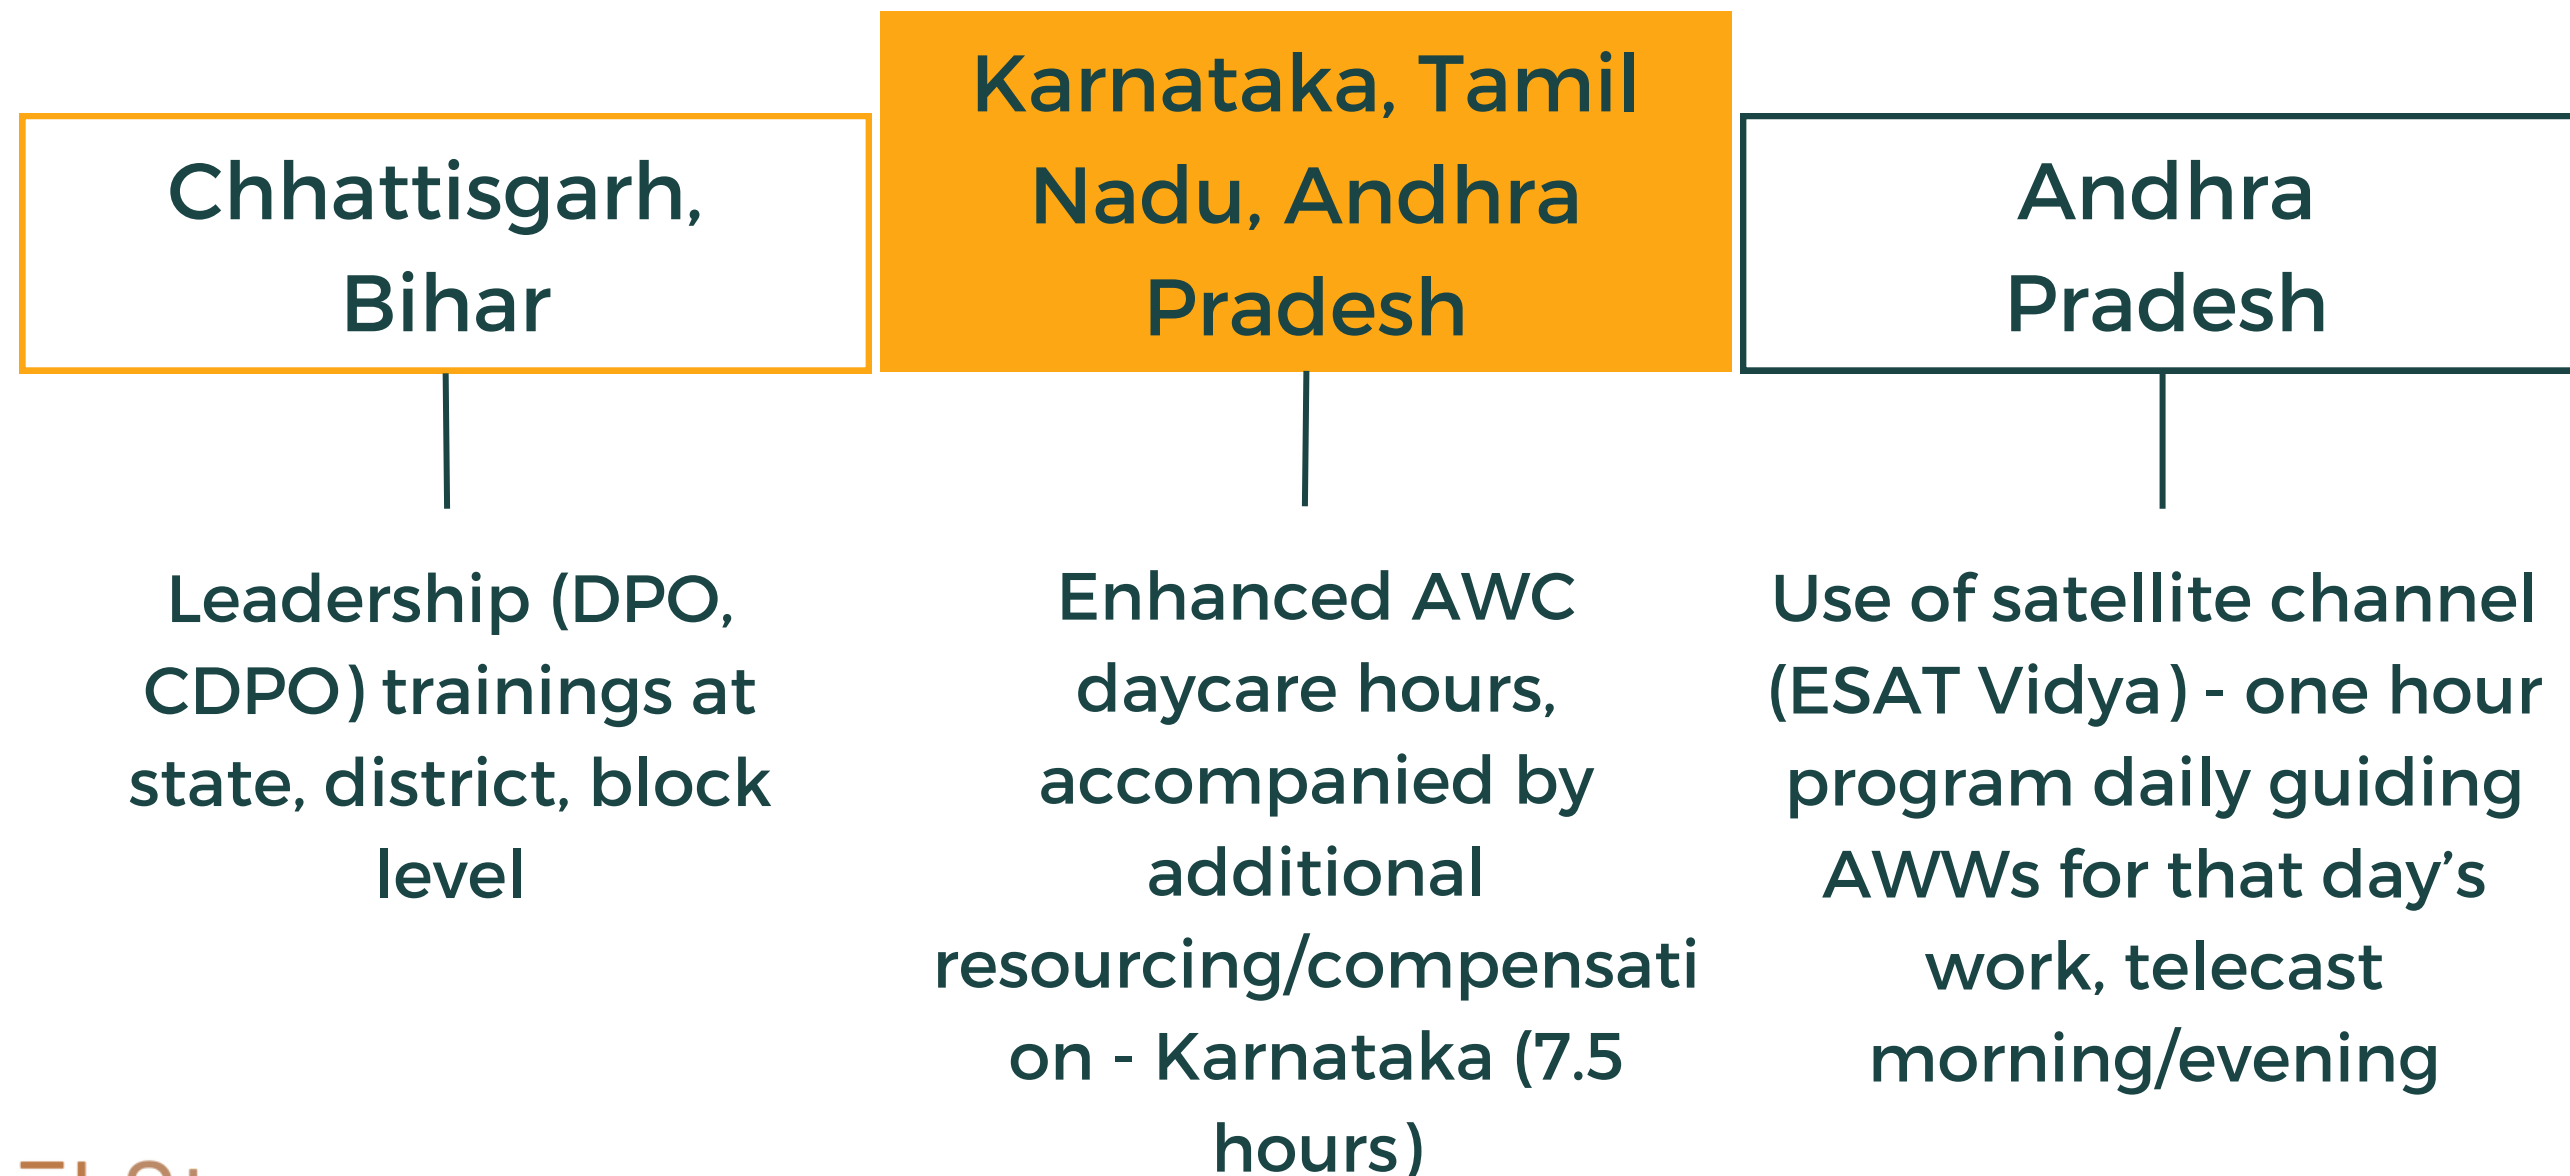 Chhattisgarh,
Bihar
Karnataka, Tamil
Nadu, Andhra
Pradesh
Andhra
Pradesh
Leadership (DPO,
CDPO) trainings at
state, district, block
level
Enhanced AWC
daycare hours,
accompanied by
additional
resourcing/compensati
on - Karnataka (7.5
hours)
Use of satellite channel
(ESAT Vidya) - one hour
program daily guiding
AWWs for that day’s
work, telecast
morning/evening